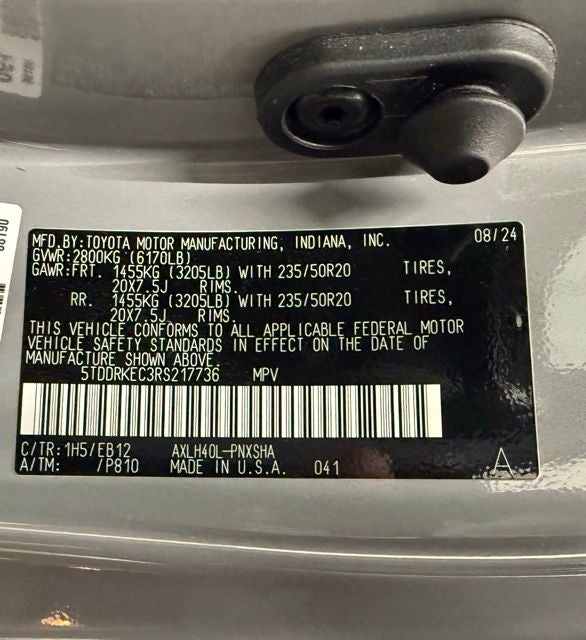 MFD.BY:TOYOTA MOTOR MANUFACTURING, INDIANA, INC. 08/24
GVWR:2800KG (6170LB)
GAWR:FRT. 1455KG (3205LB) WITH 235/50R20 TIRES,
20X7.5J RIMS.
RR. 1455KG (3205LB) WITH 235/50R20 TIRES,
20X7.5J RIMS.
THIS VEHICLE CONFORMS TO ALL APPLICABLE FEDERAL MOTOR
VEHICLE SAFETY STANDARDS IN EFFECT ON THE DATE OF
MANUFACTURE SHOWN ABOVE.
5TDDRKEC3RS217736 MPV
C/TR:1H5/EB12 AXLH40L-PNXSHA
A/TM: /P810 MADE IN U.S.A. 041 A